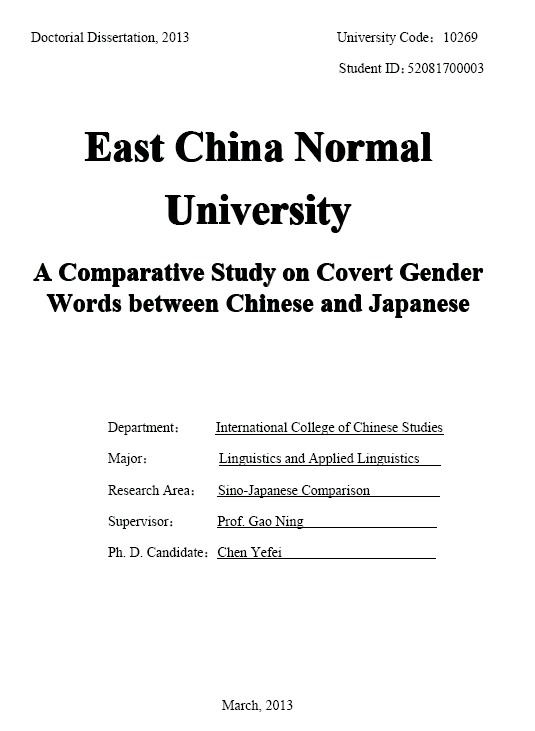 Doctorial Dissertation, 2013 University Code：10269
Student ID：52081700003
East China Normal
University
A Comparative Study on Covert Gender
Words between Chinese and Japanese
Department： International College of Chinese Studies
Major： Linguistics and Applied Linguistics
Research Area： Sino-Japanese Comparison
Supervisor： Prof. Gao Ning
Ph. D. Candidate：Chen Yefei
March, 2013